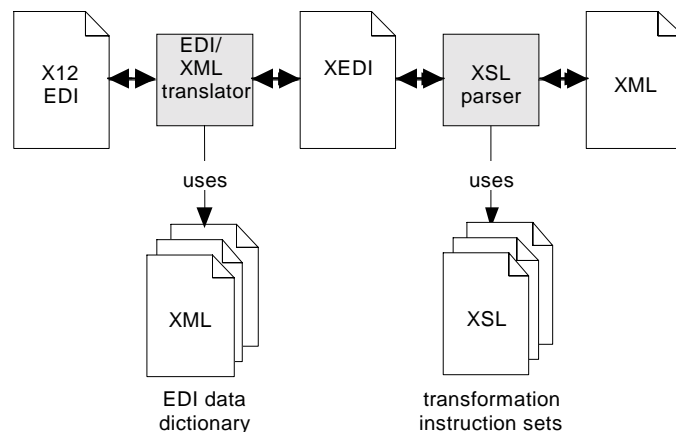 X12
EDI
EDI/
XML
translator
XEDI
XSL
parser
XML
uses
uses
XML
XSL
EDI data
dictionary
transformation
instruction sets